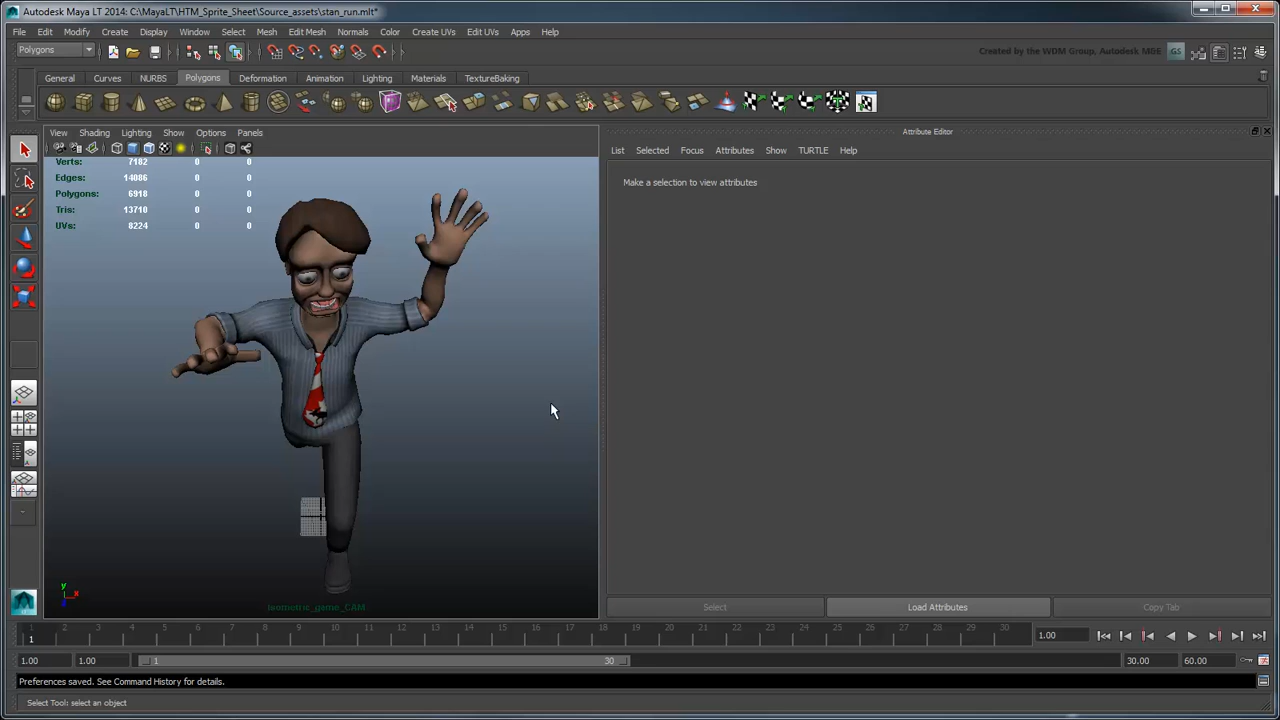 Autodesk Maya LT 2014: C:\MayaLT\HTM_Sprite_Sheet\Source_assets\stan_run.mlt*
File Edit Modify Create Display Window Select Mesh Edit Mesh Normals Color Create UVs Edit UVs Apps Help
Polygons
Created by the WDM Group, Autodesk M&E GS
General Curves NURBS Polygons Deformation Animation Lighting Materials TextureBaking
View Shading Lighting Show Options Panels
Attribute Editor
List Selected Focus Attributes Show TURTLE Help
Verts: 7182 0 0
Edges: 14086 0 0
Polygons: 6918 0 0
Tris: 13710 0 0
UVs: 8224 0 0
Make a selection to view attributes
y
x
z
Isometric_game_CAM
Select Load Attributes Copy Tab
1 2 3 4 5 6 7 8 9 10 11 12 13 14 15 16 17 18 19 20 21 22 23 24 25 26 27 28 29 30
1 1.00
1.00 1.00 1 30 30.00 60.00
Preferences saved. See Command History for details.
Select Tool: select an object